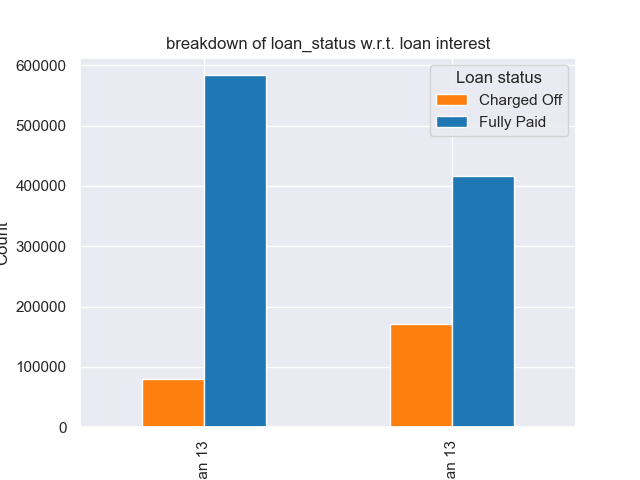 breakdown of loan_status w.r.t. loan interest
Loan status
Charged Off
Fully Paid
600000
500000
400000
300000
200000
100000
0
Count
an 13
an 13